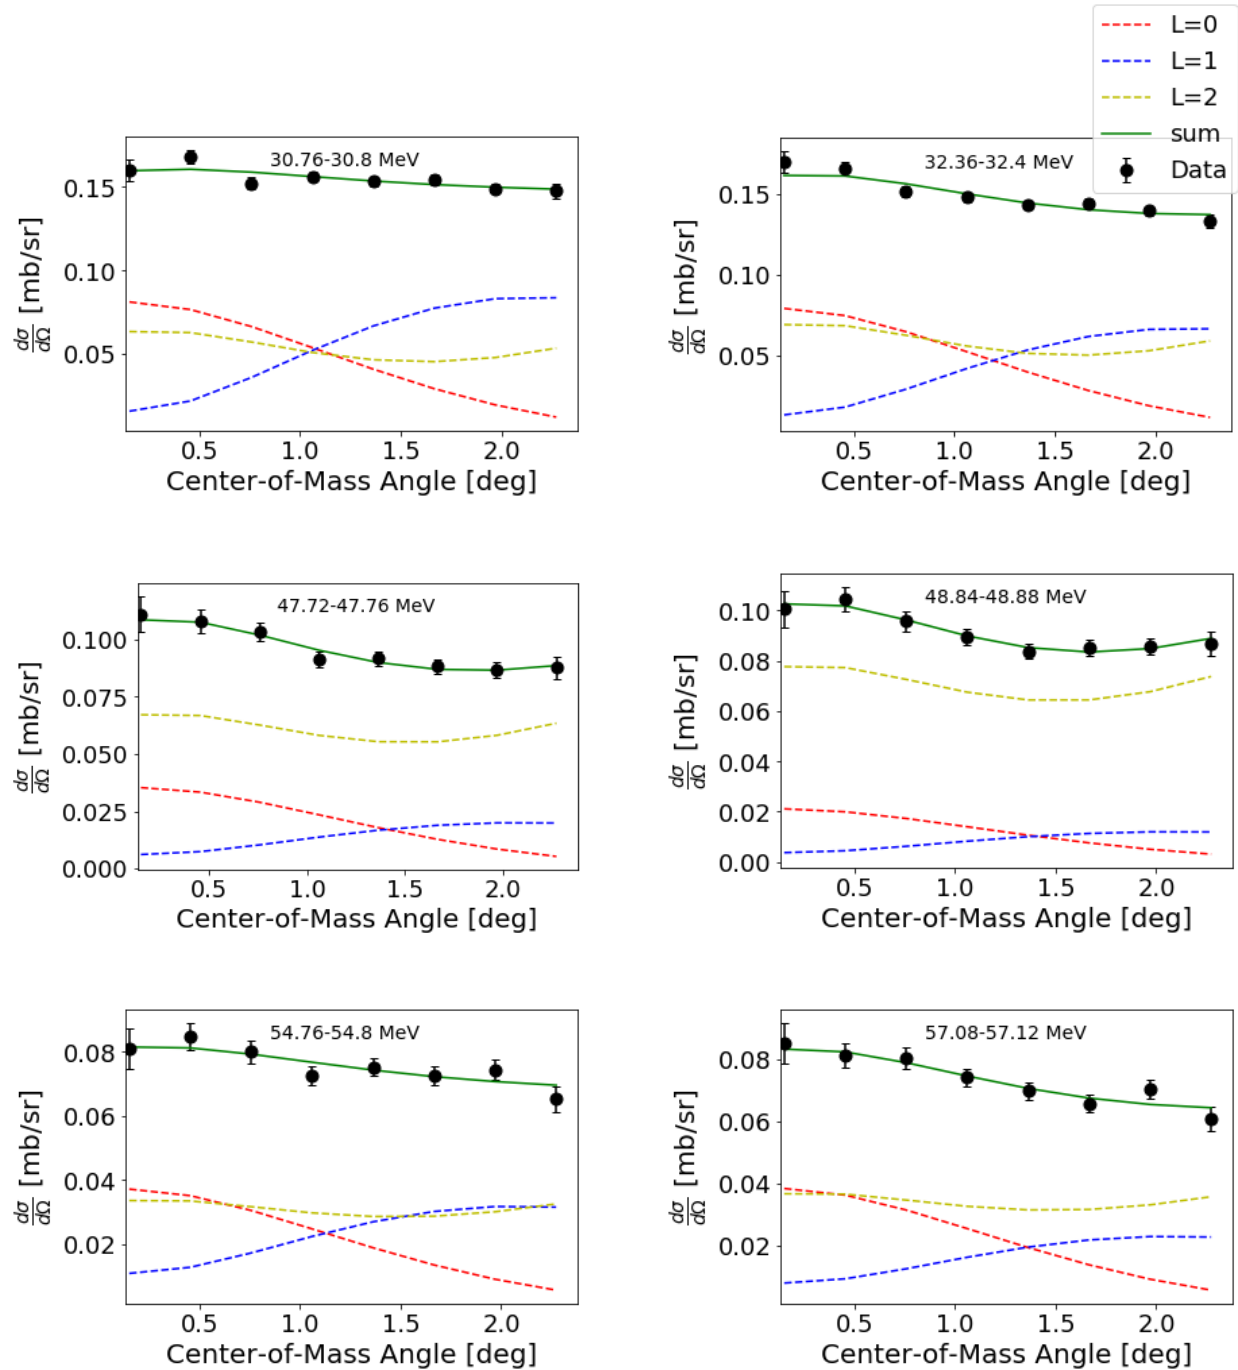 L=0
L=1
L=2
sum
Data
30.76-30.8 MeV
0.15
0.10
0.05
dσ/dΩ [mb/sr]
0.5 1.0 1.5 2.0
Center-of-Mass Angle [deg]
32.36-32.4 MeV
0.15
0.10
0.05
dσ/dΩ [mb/sr]
0.5 1.0 1.5 2.0
Center-of-Mass Angle [deg]
47.72-47.76 MeV
0.100
0.075
0.050
0.025
0.000
dσ/dΩ [mb/sr]
0.5 1.0 1.5 2.0
Center-of-Mass Angle [deg]
48.84-48.88 MeV
0.10
0.08
0.06
0.04
0.02
0.00
dσ/dΩ [mb/sr]
0.5 1.0 1.5 2.0
Center-of-Mass Angle [deg]
54.76-54.8 MeV
0.08
0.06
0.04
0.02
dσ/dΩ [mb/sr]
0.5 1.0 1.5 2.0
Center-of-Mass Angle [deg]
57.08-57.12 MeV
0.08
0.06
0.04
0.02
dσ/dΩ [mb/sr]
0.5 1.0 1.5 2.0
Center-of-Mass Angle [deg]